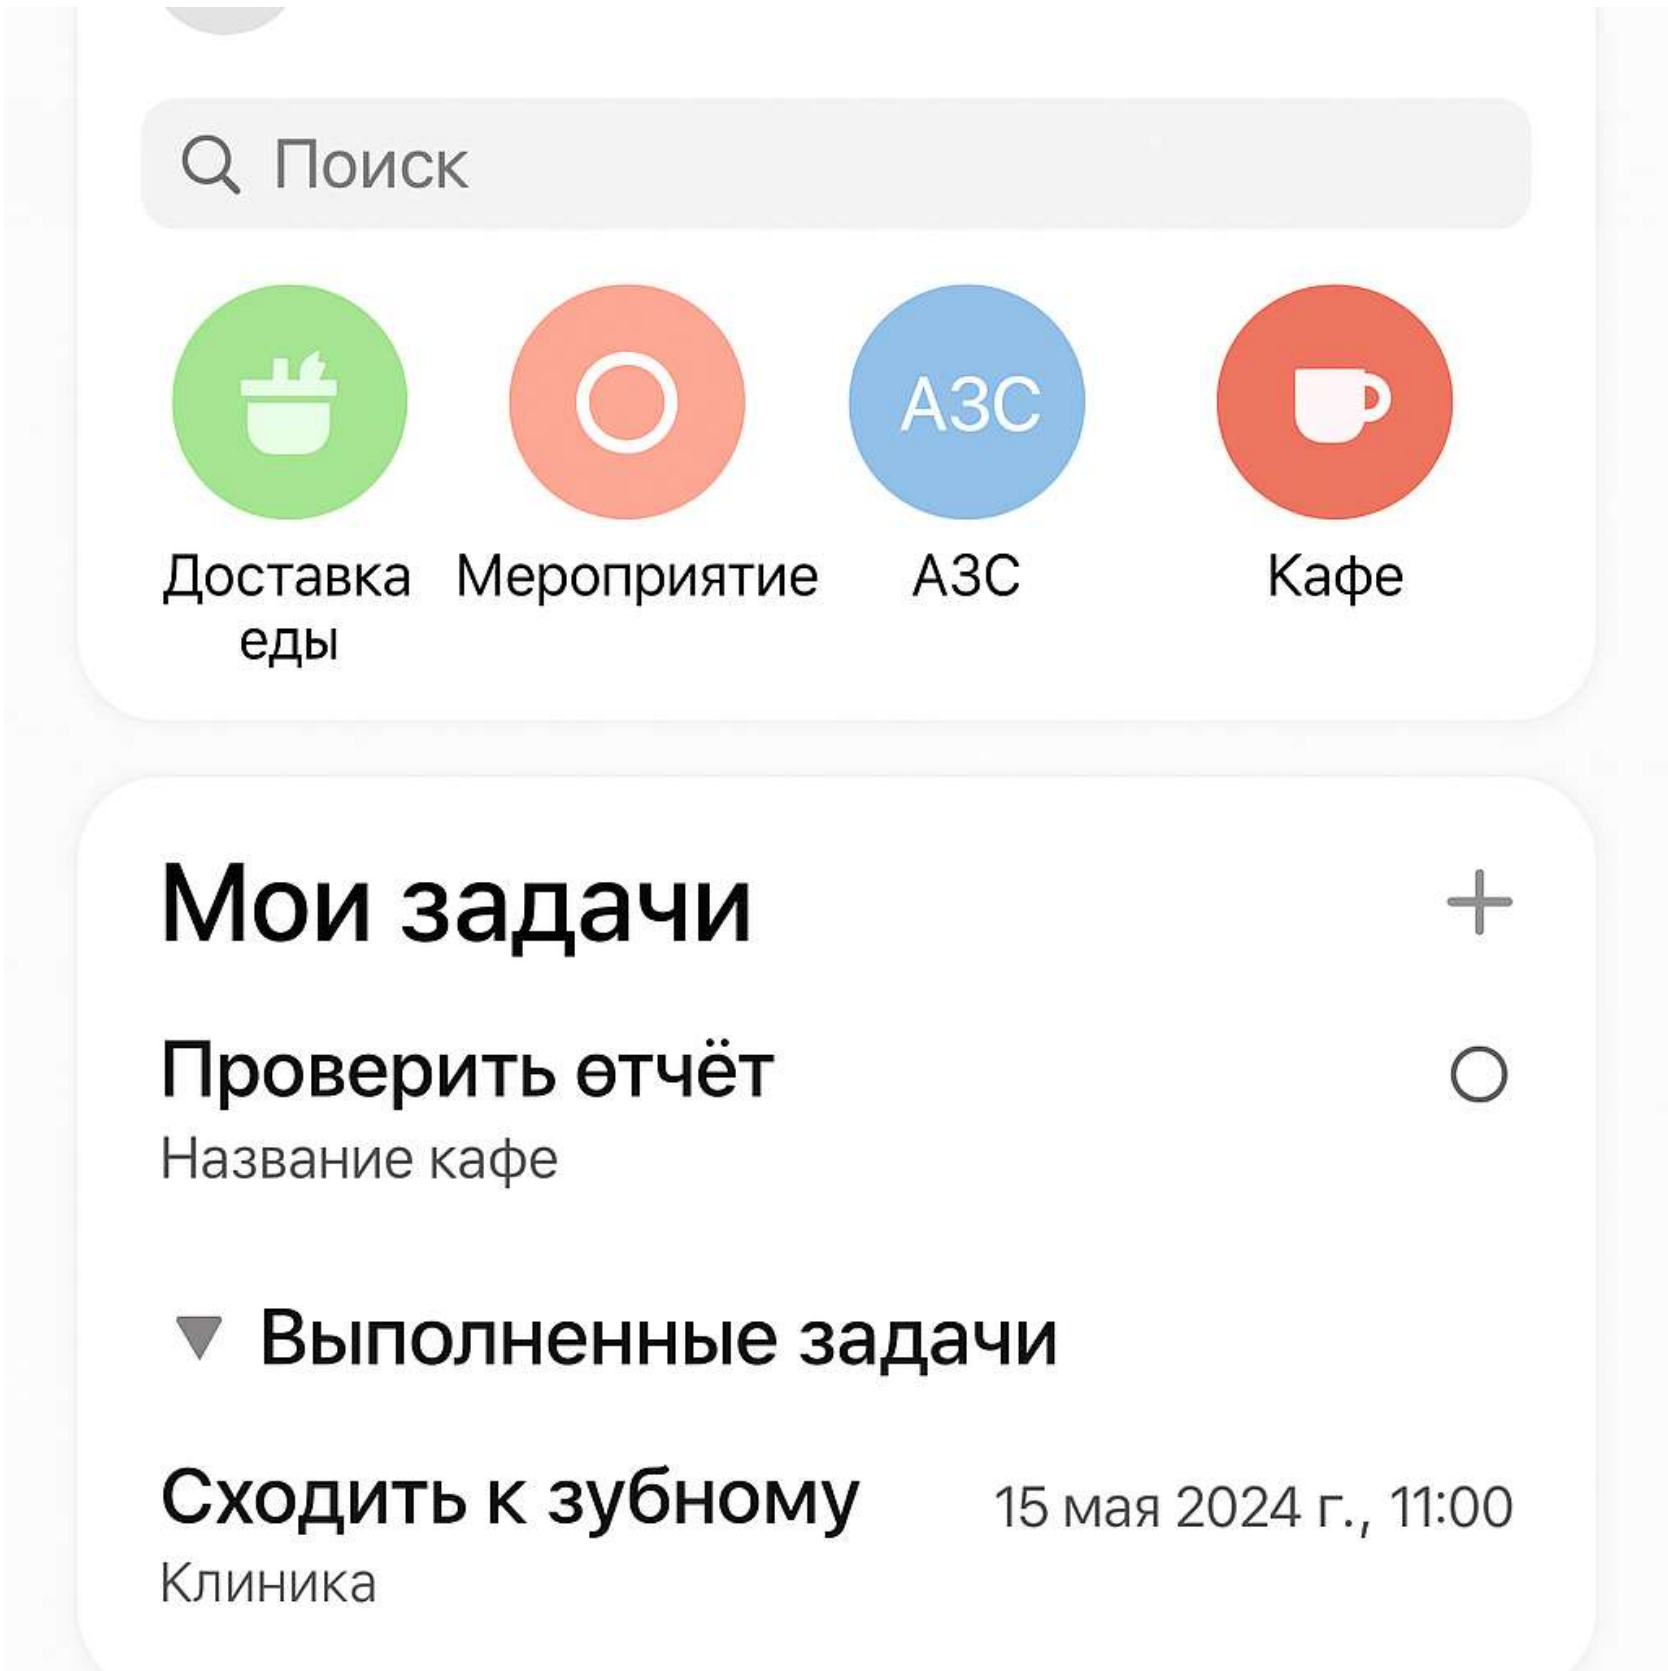 Поиск
АЗС
Доставка
еды
Мероприятие
АЗС
Кафе
Мои задачи
Проверить ѳтчёт
Название кафе
Выполненные задачи
Сходить к зубному
15 мая 2024 г., 11:00
Клиника